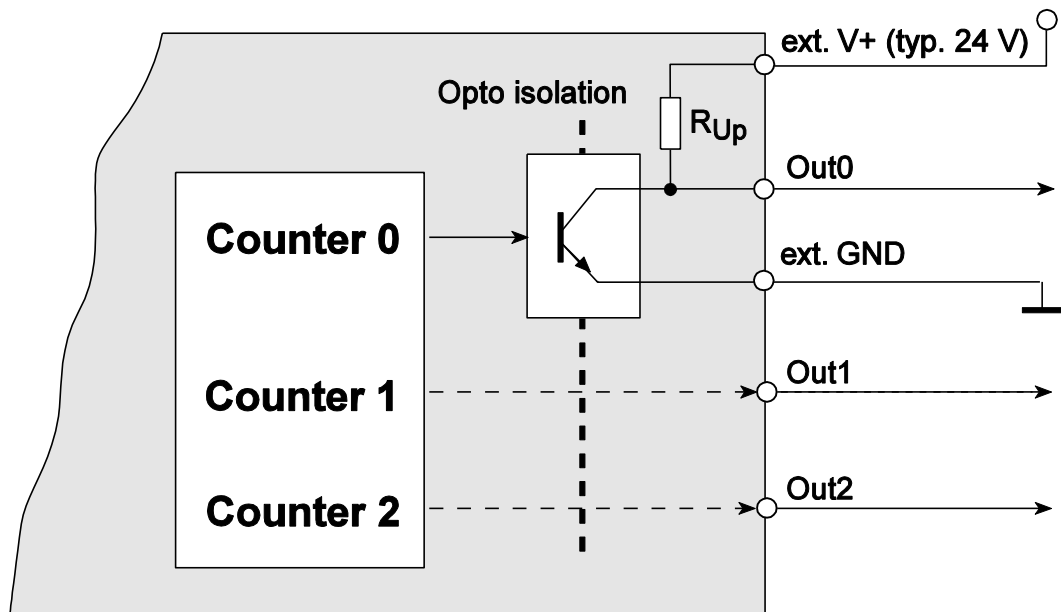 ext. V+ (typ. 24 V)
Opto isolation
RUp
Out0
Counter 0
ext. GND
Out1
Counter 1
Out2
Counter 2